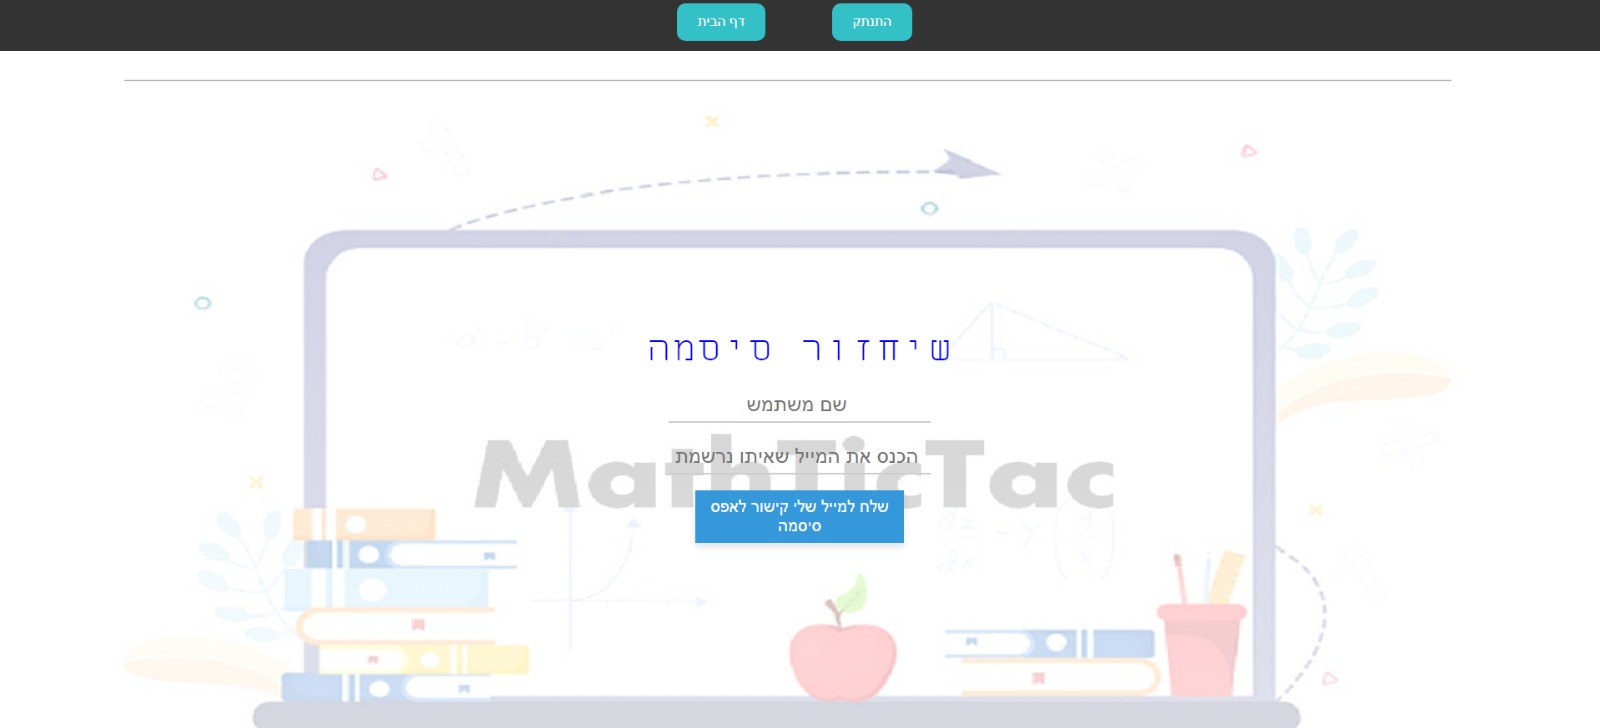 התנתק
דף הבית
שיחזור סיסמה
שם משתמש
הכנס את המייל שאיתו נרשמת
MathTicTac
שלח למייל שלי קישור לאפס
סיסמה